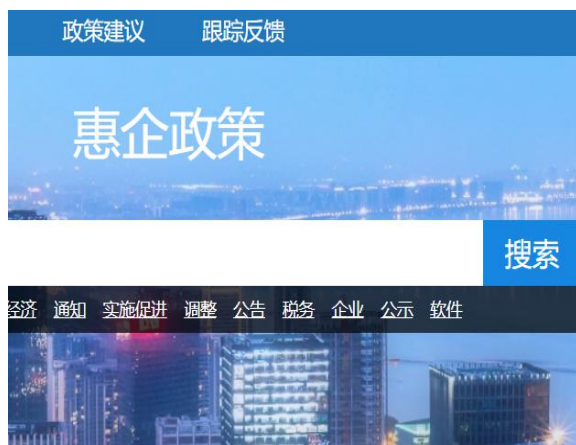 政策建议 跟踪反馈
惠企政策
搜索
经济 通知 实施促进 调整 公告 税务 企业 公示 软件